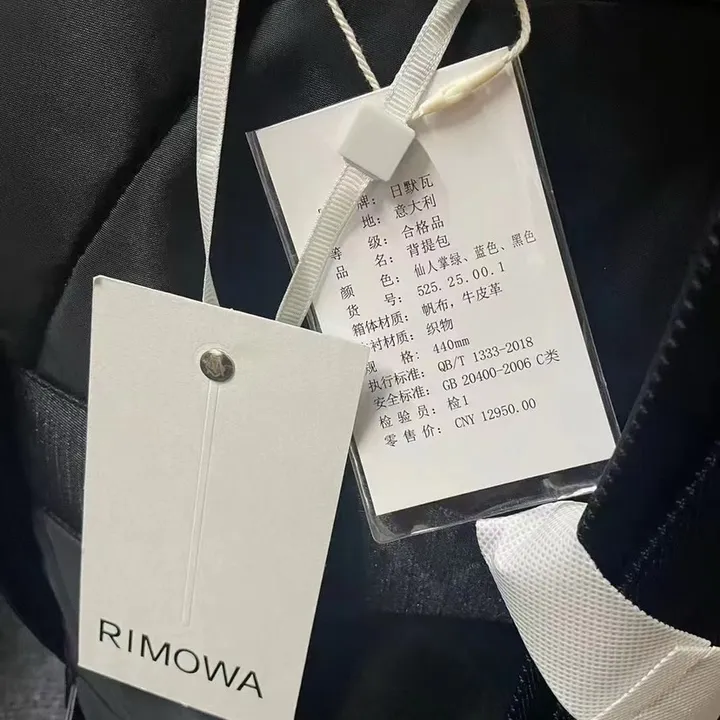 牌：日默瓦
地：意大利
等 级：合格品
品 名：背提包
颜 色：仙人掌绿、蓝色、黑色
货 号：525.25.00.1
箱体材质：帆布，牛皮革
衬材质：织物
规 格：440mm
执行标准：QB/T 1333-2018
安全标准：GB 20400-2006 C类
检 验 员：检1
零 售 价：CNY 12950.00
RIMOWA